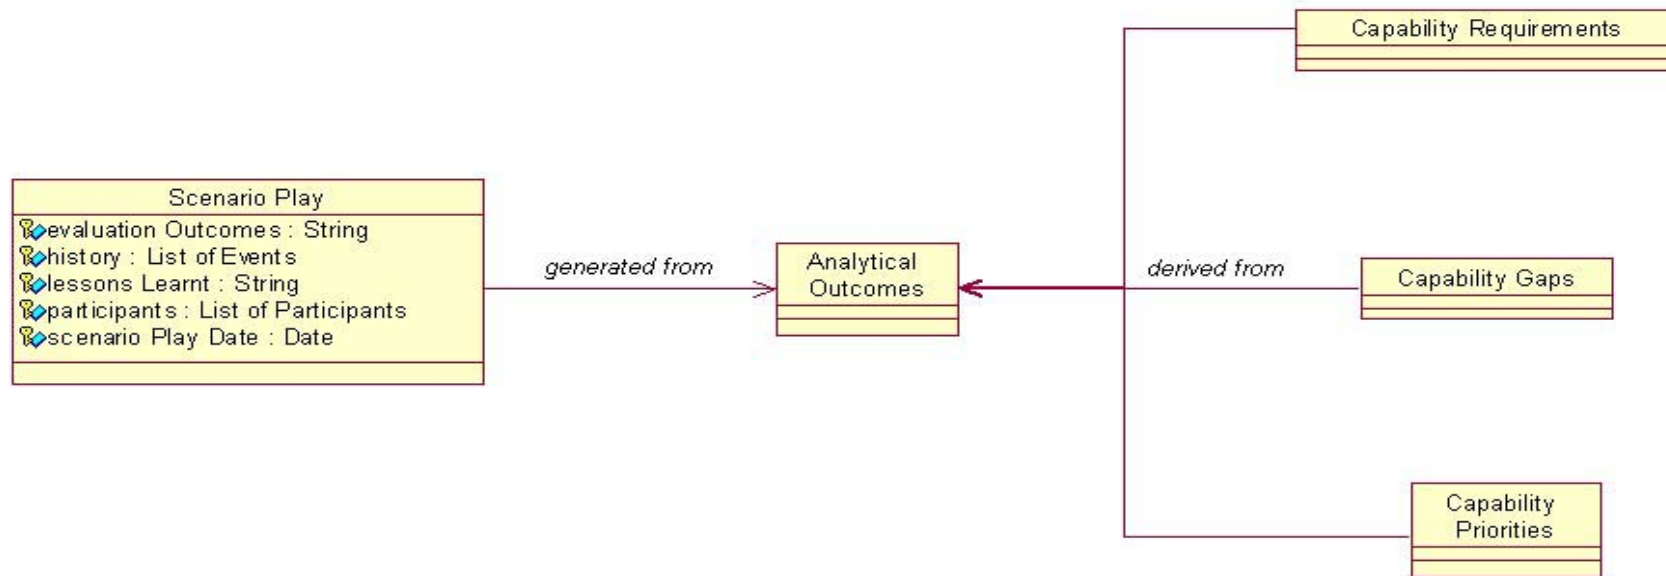 Capability Requirements
Scenario Play
evaluation Outcomes : String
history : List of Events
lessons Learnt : String
participants : List of Participants
scenario Play Date : Date
generated from
Analytical
Outcomes
derived from
Capability Gaps
Capability
Priorities